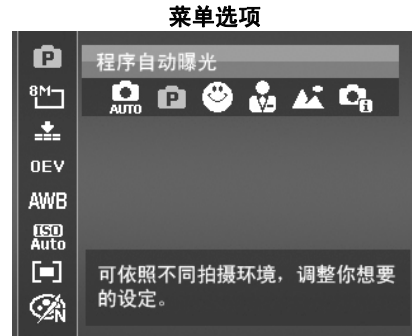 菜单选项
P
程序自动曝光
8M
AUTO P i
0EV
AWB
ISO
Auto
N
可依照不同拍摄环境，调整你想要
的设定。